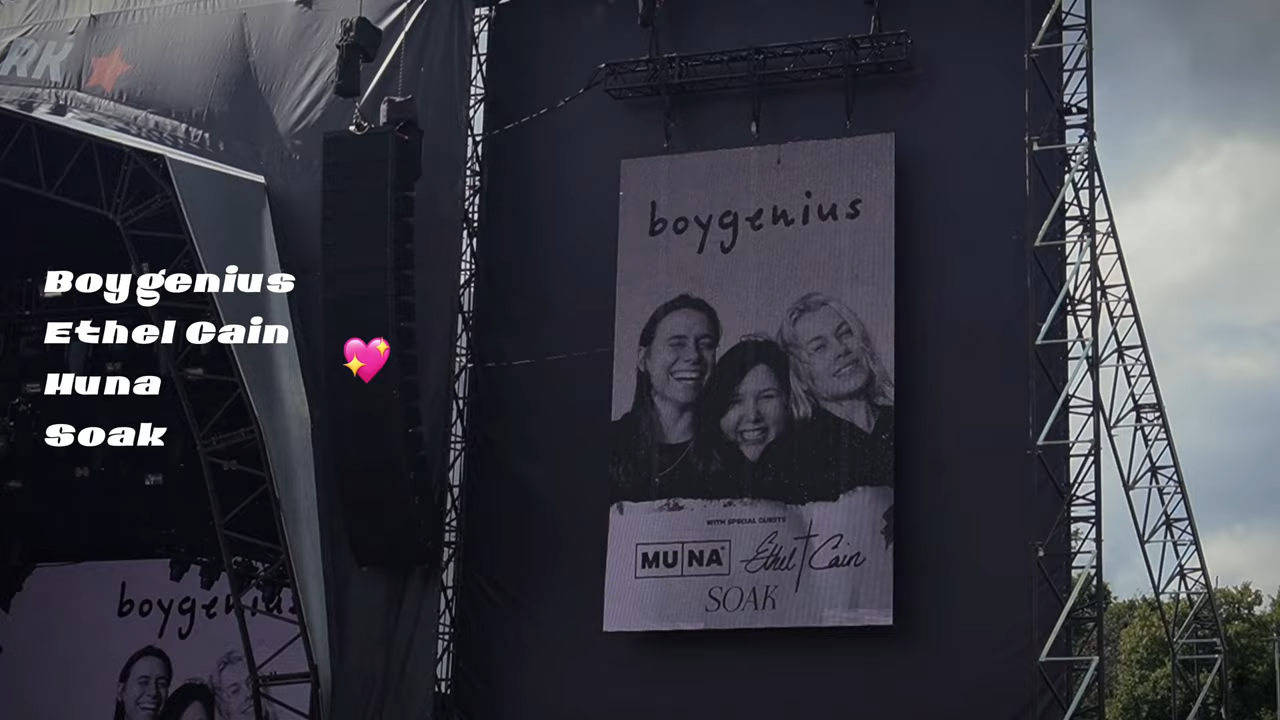 RK
Boygenius
Ethel Cain
Muna
Soak
boygenius
WITH SPECIAL GUESTS
MUNA
Ethel Cain
SOAK
boygenius